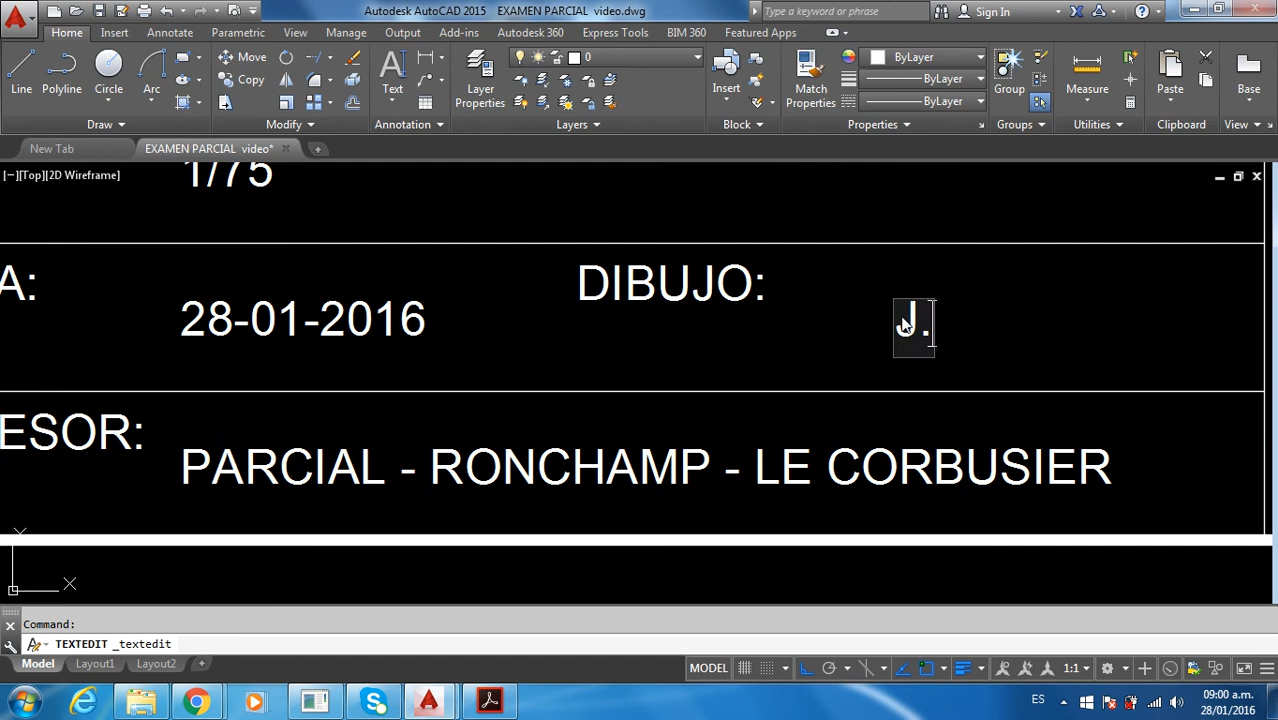 Autodesk AutoCAD 2015 EXAMEN PARCIAL video.dwg
Type a keyword or phrase
Sign In
Home Insert Annotate Parametric View Manage Output Add-ins Autodesk 360 Express Tools BIM 360 Featured Apps
Line Polyline Circle Arc
Move
Copy
Text
Layer Properties
0
Insert
Match Properties
ByLayer
ByLayer
ByLayer
Group
Measure
Paste
Base
Draw Modify Annotation Layers Block Properties Groups Utilities Clipboard View
New Tab
EXAMEN PARCIAL video*
[−][Top][2D Wireframe]
1/75
A:
DIBUJO:
28-01-2016
J.
ESOR:
PARCIAL - RONCHAMP - LE CORBUSIER
X
Command:
TEXTEDIT _textedit
Model Layout1 Layout2
MODEL
1:1
ES
09:00 a.m.
28/01/2016